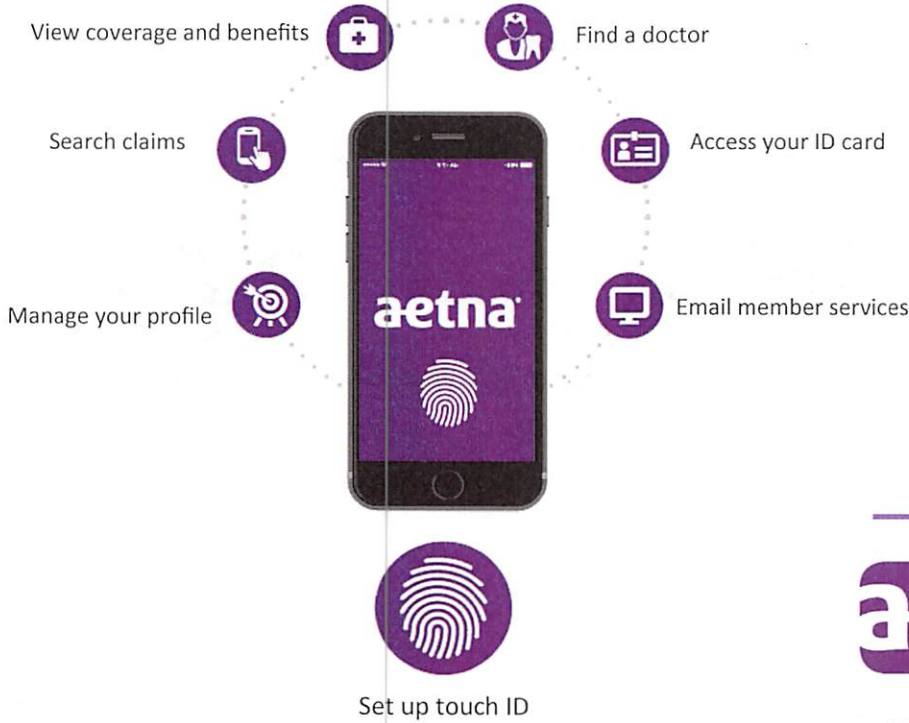 View coverage and benefits
Find a doctor
Search claims
Access your ID card
aetna
Manage your profile
Email member services
Set up touch ID
a